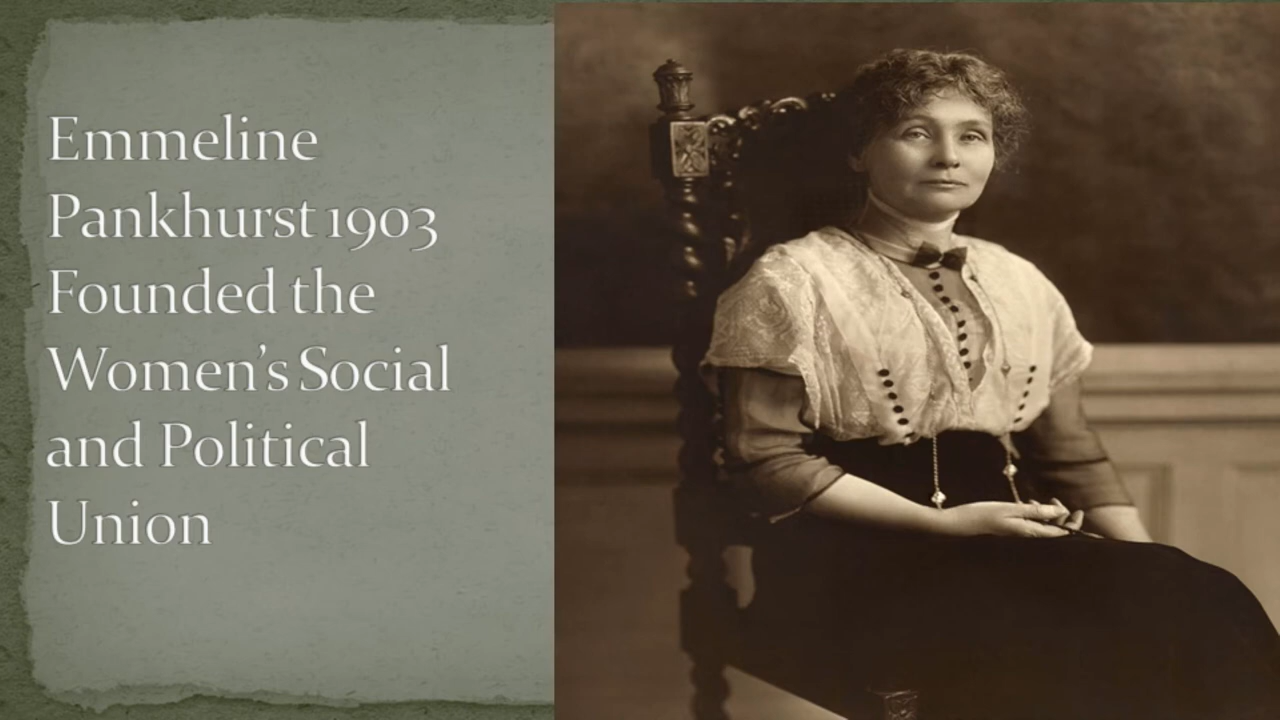 Emmeline
Pankhurst 1903
Founded the
Women’s Social
and Political
Union